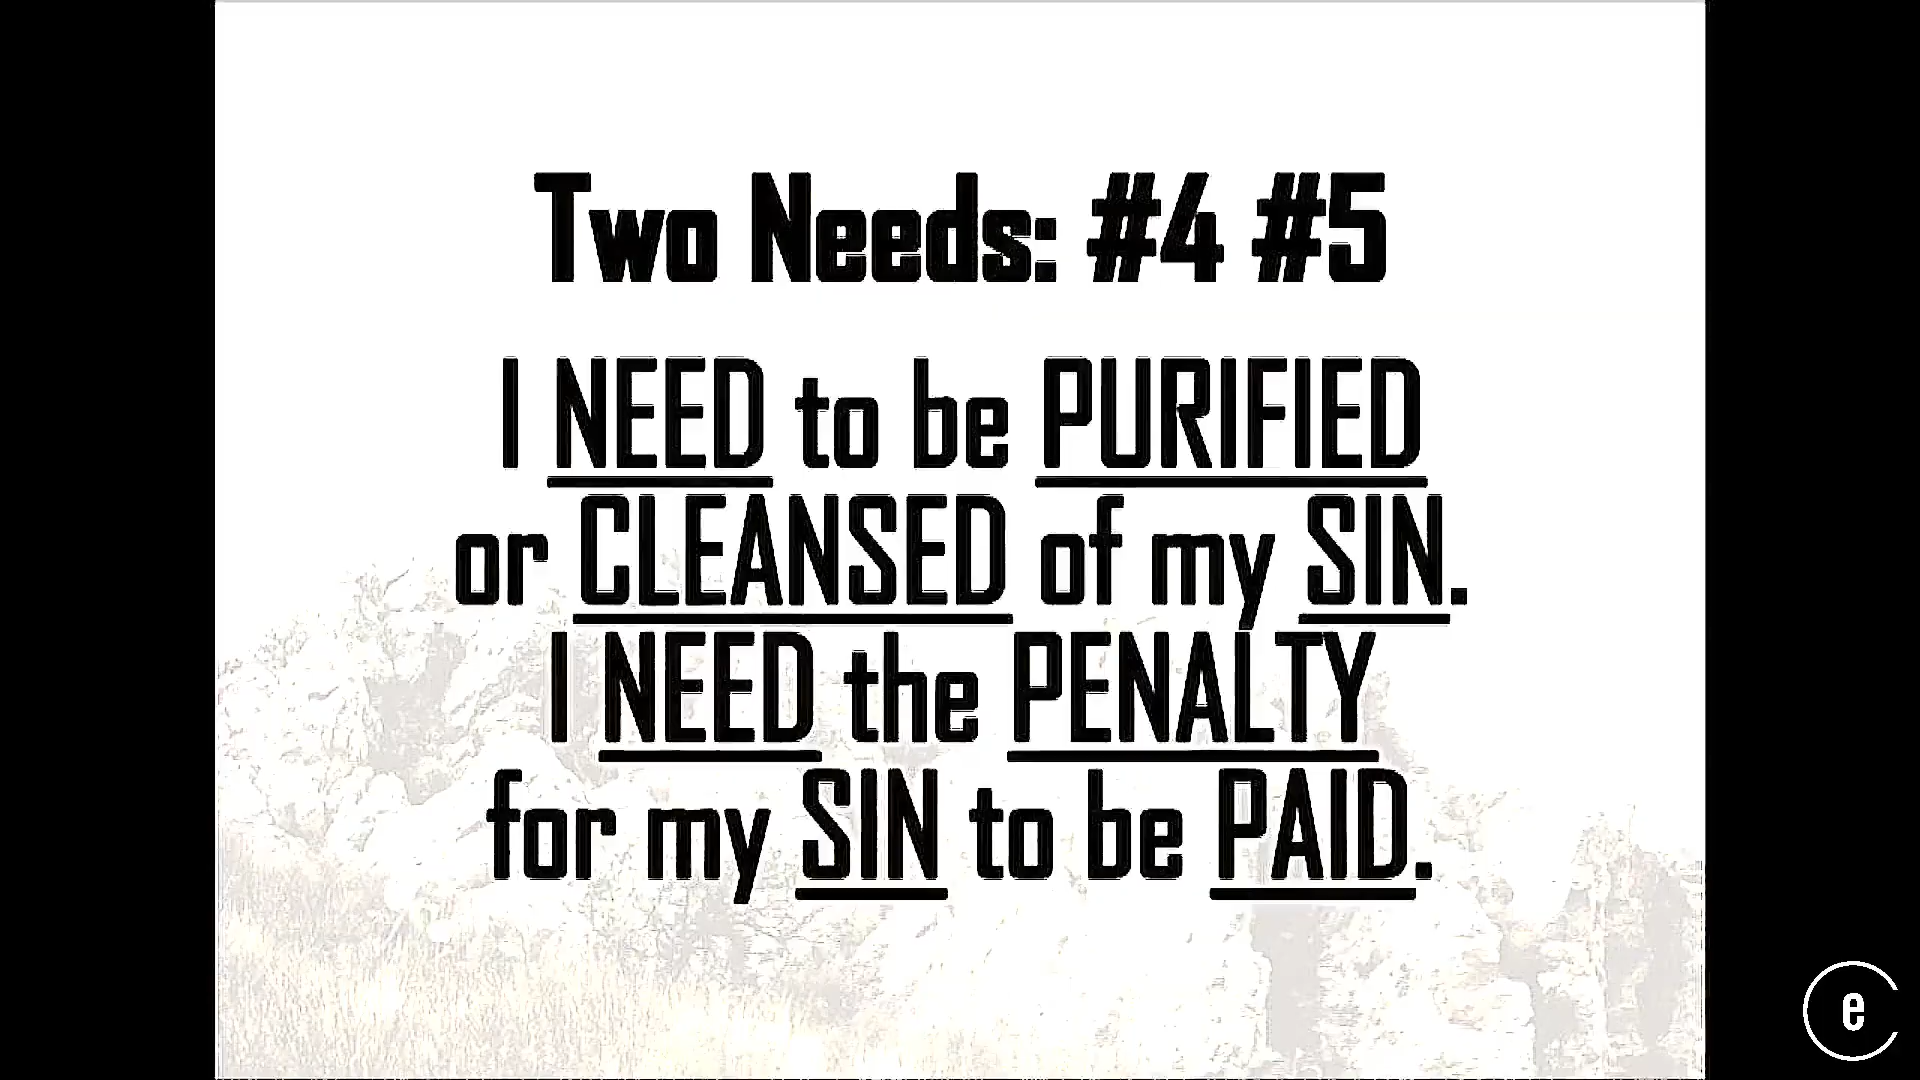 Two Needs: #4 #5
I NEED to be PURIFIED
or CLEANSED of my SIN.
I NEED the PENALTY
for my SIN to be PAID.
e